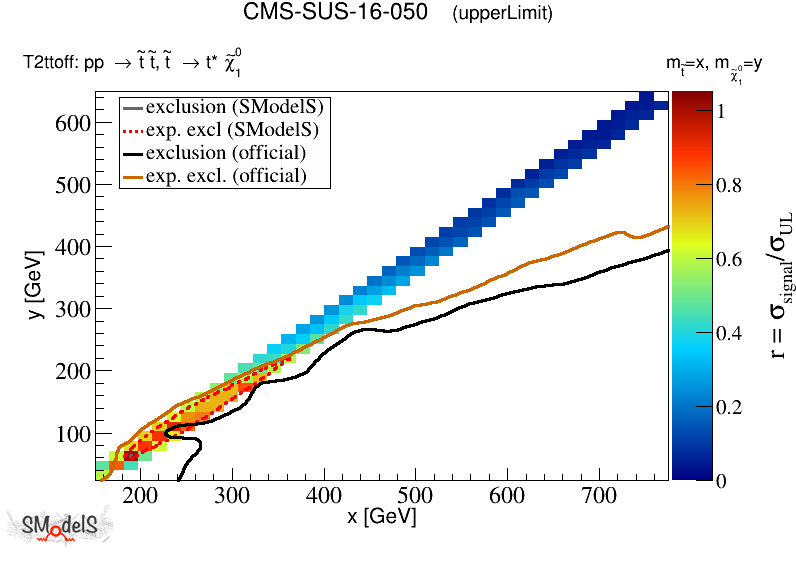 CMS-SUS-16-050 (upperLimit)
T2ttoff: pp → t̃ t̃, t̃ → t* χ̃⁰₁
m_t̃=x, m_χ̃⁰₁=y
exclusion (SModelS)
exp. excl (SModelS)
exclusion (official)
exp. excl. (official)
600
500
400
300
200
100
y [GeV]
200 300 400 500 600 700
x [GeV]
1
0.8
0.6
0.4
0.2
0
r = σ_signal/σ_UL
SModelS